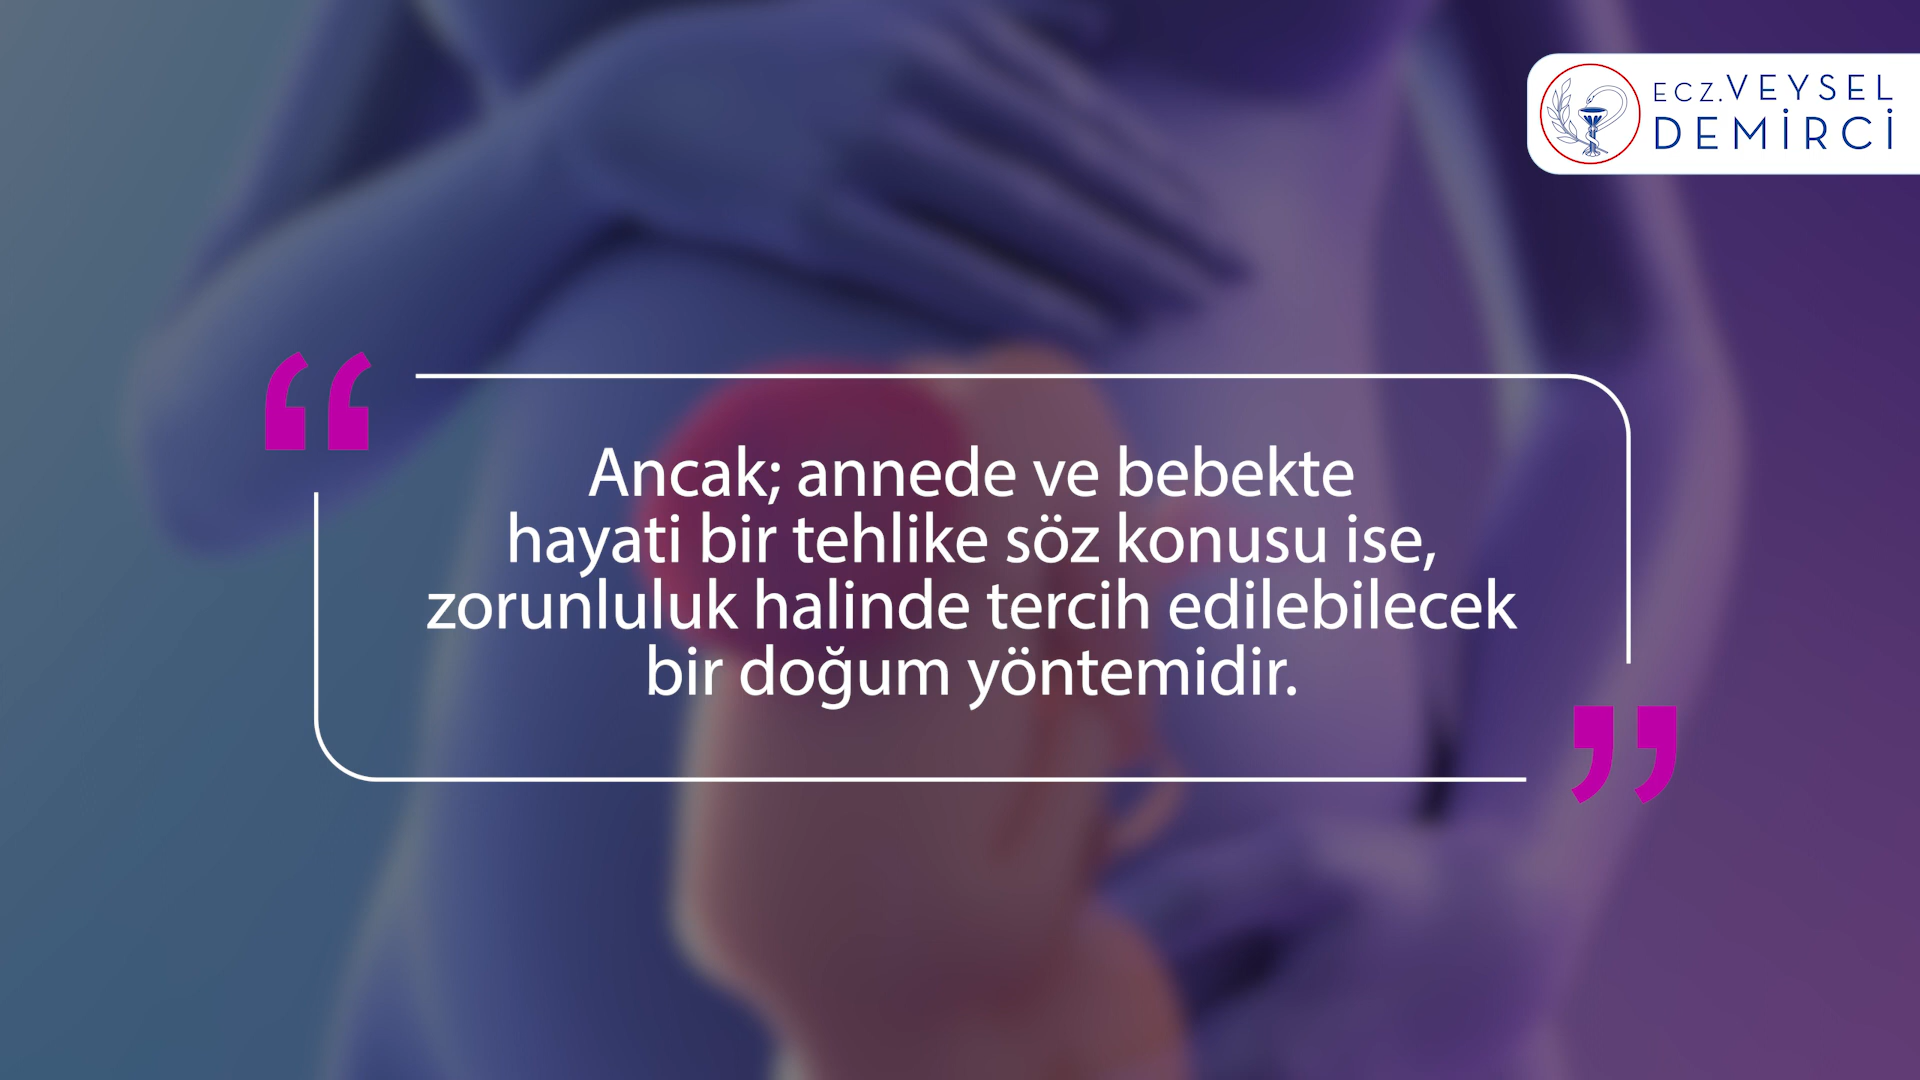 ECZ. VEYSEL
DEMİRCİ
Ancak; annede ve bebekte
hayati bir tehlike söz konusu ise,
zorunluluk halinde tercih edilebilecek
bir doğum yöntemidir.